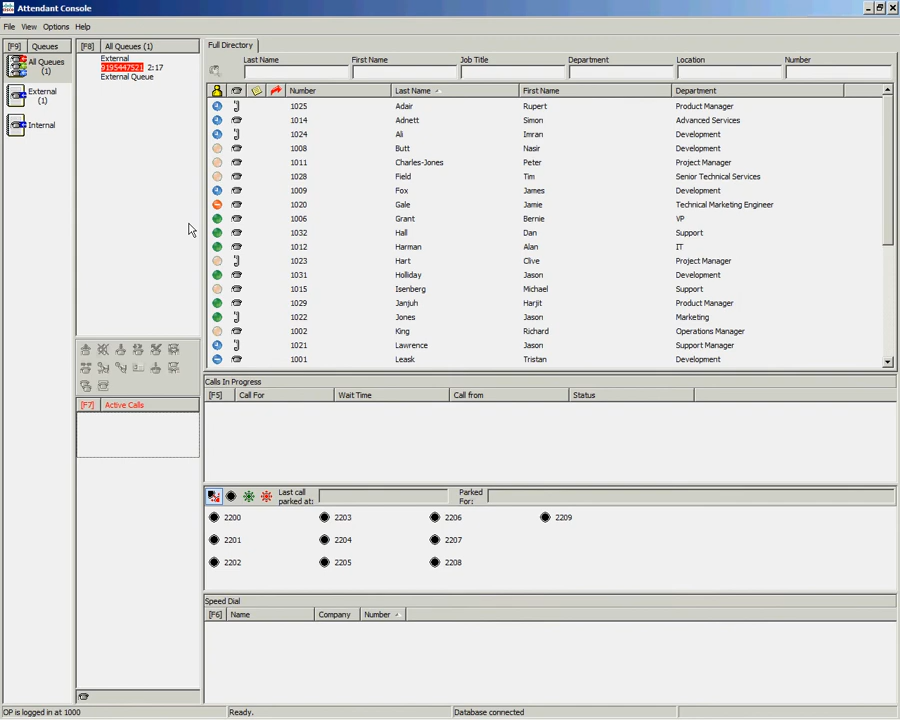 Attendant Console
File View Options Help
[F9] Queues
All Queues
(1)
External
(1)
Internal
[F8] All Queues (1)
External
9195447521 2:17
External Queue
[F7] Active Calls
Full Directory
Last Name First Name Job Title Department Location Number
Number Last Name First Name Department
1025 Adair Rupert Product Manager
1014 Adnett Simon Advanced Services
1024 Ali Imran Development
1008 Butt Nasir Development
1011 Charles-Jones Peter Project Manager
1028 Field Tim Senior Technical Services
1009 Fox James Development
1020 Gale Jamie Technical Marketing Engineer
1006 Grant Bernie VP
1032 Hall Dan Support
1012 Harman Alan IT
1023 Hart Clive Project Manager
1031 Holliday Jason Development
1015 Isenberg Michael Support
1029 Janjuh Harjit Product Manager
1022 Jones Jason Marketing
1002 King Richard Operations Manager
1021 Lawrence Jason Support Manager
1001 Leask Tristan Development
Calls In Progress
[F5] Call For Wait Time Call from Status
Last call
parked at:
Parked
For:
2200 2203 2206 2209
2201 2204 2207
2202 2205 2208
Speed Dial
[F6] Name Company Number
OP is logged in at 1000 Ready. Database connected